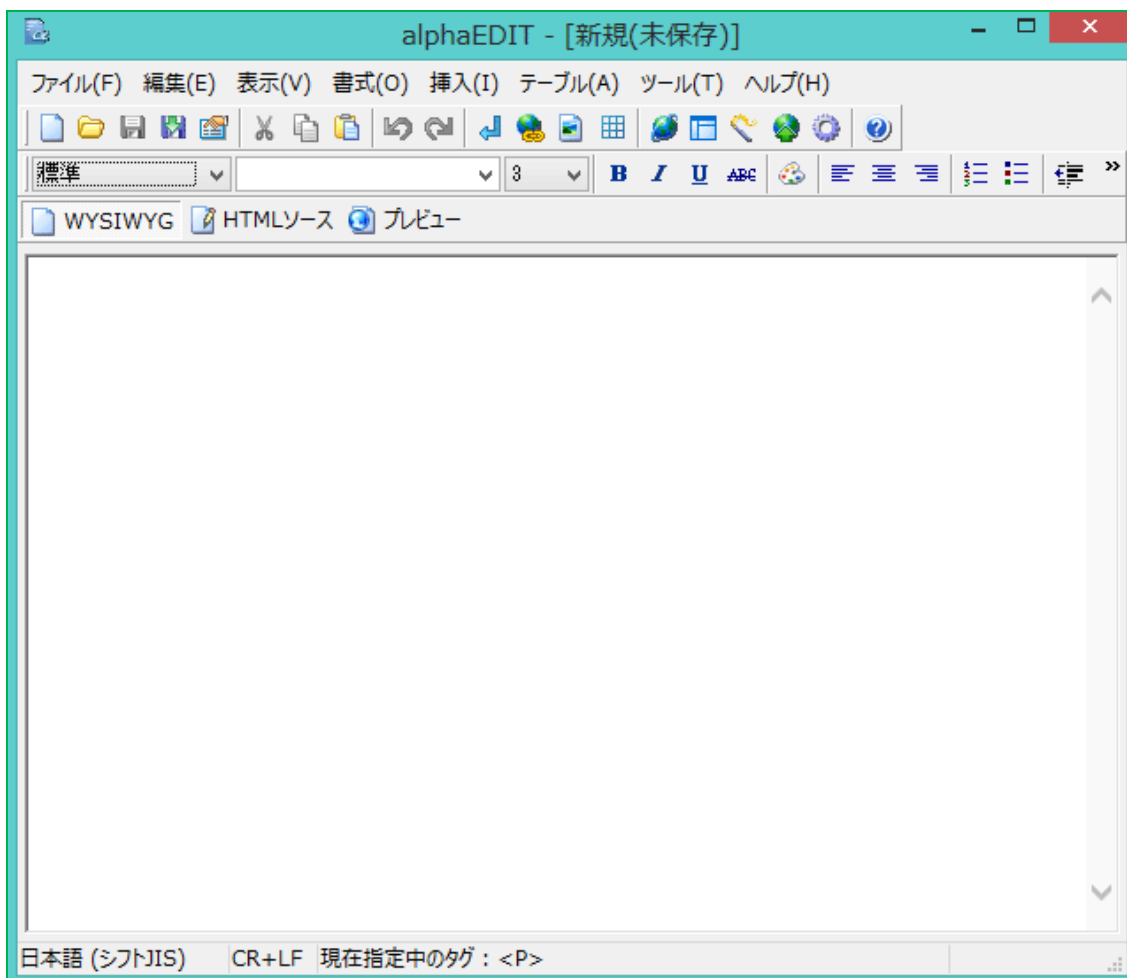 alphaEDIT - [新規(未保存)]
ファイル(F) 編集(E) 表示(V) 書式(O) 挿入(I) テーブル(A) ツール(T) ヘルプ(H)
標準 3 B I U ABC »
WYSIWYG HTMLソース プレビュー
日本語 (シフトJIS) CR+LF 現在指定中のタグ : <P>